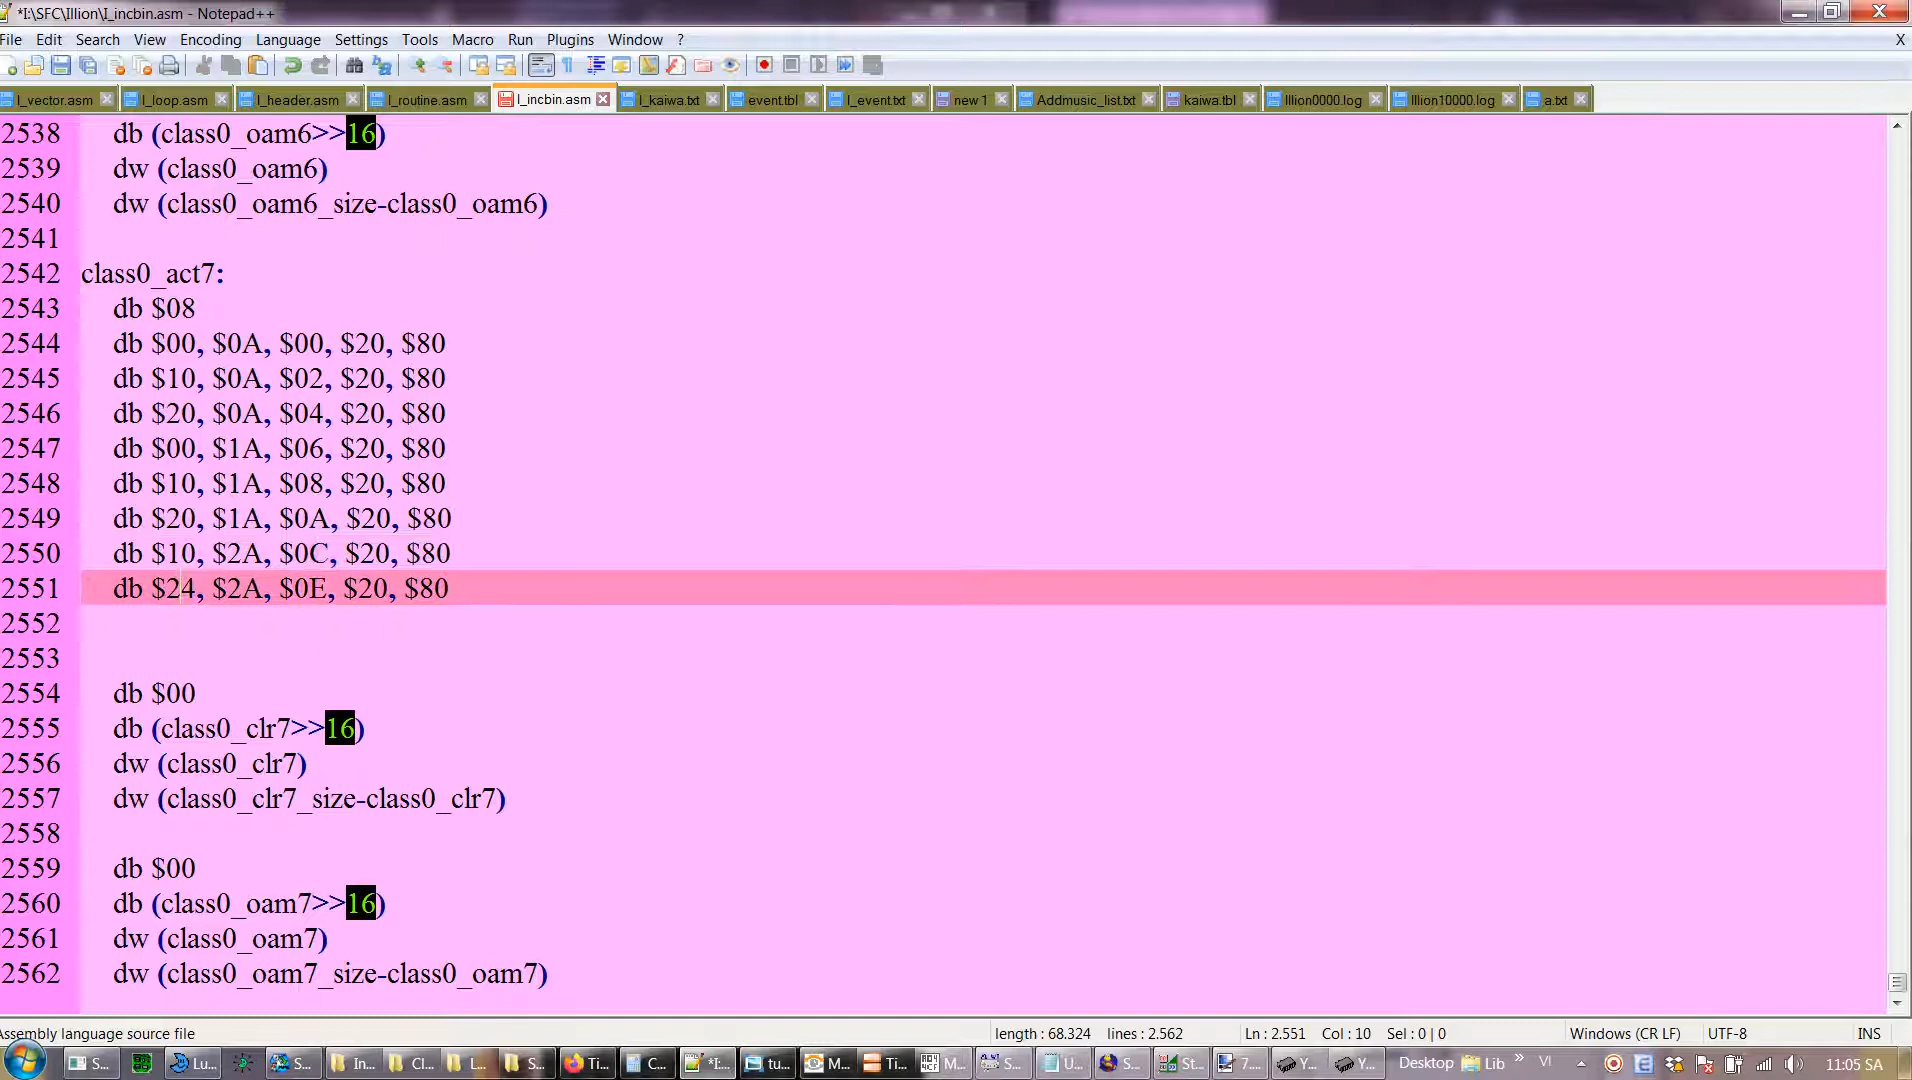 *I:\SFC\Illion\I_incbin.asm - Notepad++
File Edit Search View Encoding Language Settings Tools Macro Run Plugins Window ? X
I_vector.asm I_loop.asm I_header.asm I_routine.asm I_incbin.asm I_kaiwa.txt event.tbl I_event.txt new 1 Addmusic_list.txt kaiwa.tbl Illion0000.log Illion10000.log a.txt
2538 db (class0_oam6>>16)
2539 dw (class0_oam6)
2540 dw (class0_oam6_size-class0_oam6)
2541
2542 class0_act7:
2543 db $08
2544 db $00, $0A, $00, $20, $80
2545 db $10, $0A, $02, $20, $80
2546 db $20, $0A, $04, $20, $80
2547 db $00, $1A, $06, $20, $80
2548 db $10, $1A, $08, $20, $80
2549 db $20, $1A, $0A, $20, $80
2550 db $10, $2A, $0C, $20, $80
2551 db $24, $2A, $0E, $20, $80
2552
2553
2554 db $00
2555 db (class0_clr7>>16)
2556 dw (class0_clr7)
2557 dw (class0_clr7_size-class0_clr7)
2558
2559 db $00
2560 db (class0_oam7>>16)
2561 dw (class0_oam7)
2562 dw (class0_oam7_size-class0_oam7)
Assembly language source file length : 68.324 lines : 2.562 Ln : 2.551 Col : 10 Sel : 0 | 0 Windows (CR LF) UTF-8 INS
S... Lu... S... In... Cl... L... S... Ti... C... *I:... tu... M... Ti... M... S... U... S... St... 7.... Y... Y... Desktop Lib » VI 11:05 SA